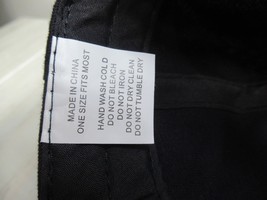 MADE IN CHINA
ONE SIZE FITS MOST
HAND WASH COLD
DO NOT BLEACH
DO NOT IRON
DO NOT DRY CLEAN
DO NOT TUMBLE DRY